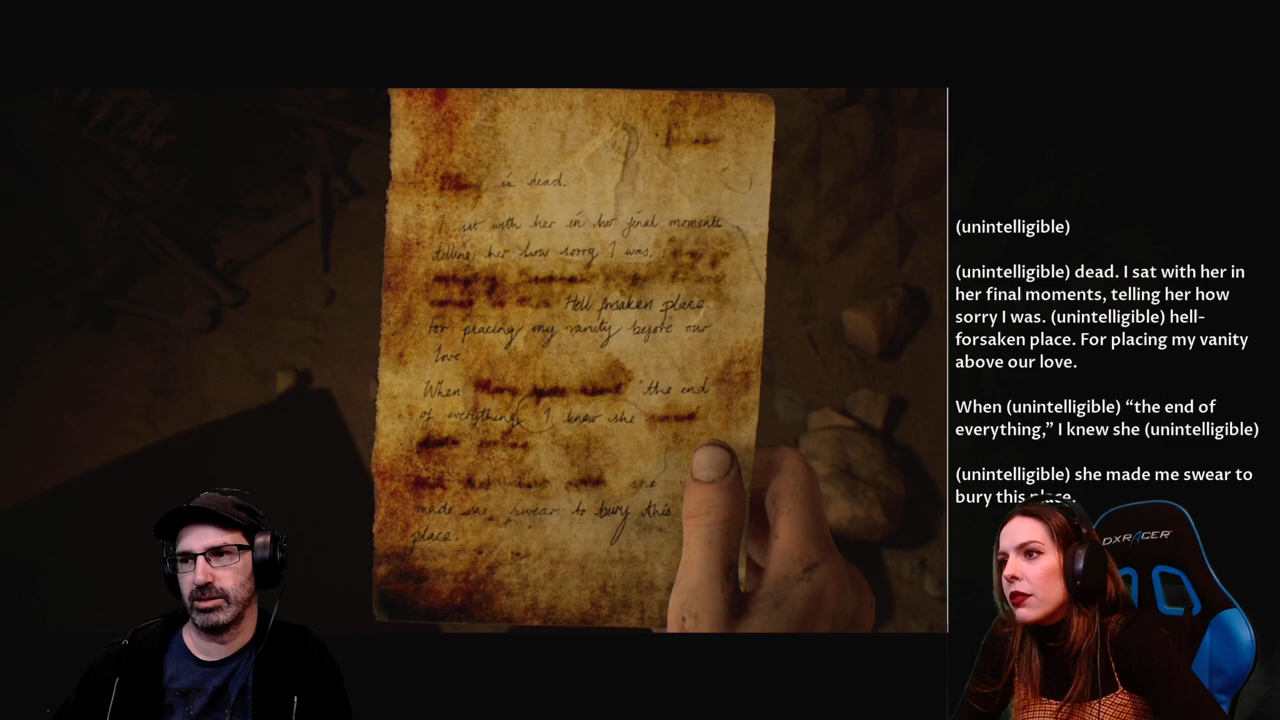 is dead.
I sat with her in her final moments
telling her how sorry I was.
Hell forsaken place
for placing my vanity before our
love.
When "the end
of everything, I knew she
she
made me swear to bury this
place.
(unintelligible)
(unintelligible) dead. I sat with her in
her final moments, telling her how
sorry I was. (unintelligible) hell-
forsaken place. For placing my vanity
above our love.
When (unintelligible) “the end of
everything,” I knew she (unintelligible)
(unintelligible) she made me swear to
bury this place.
DXRACER